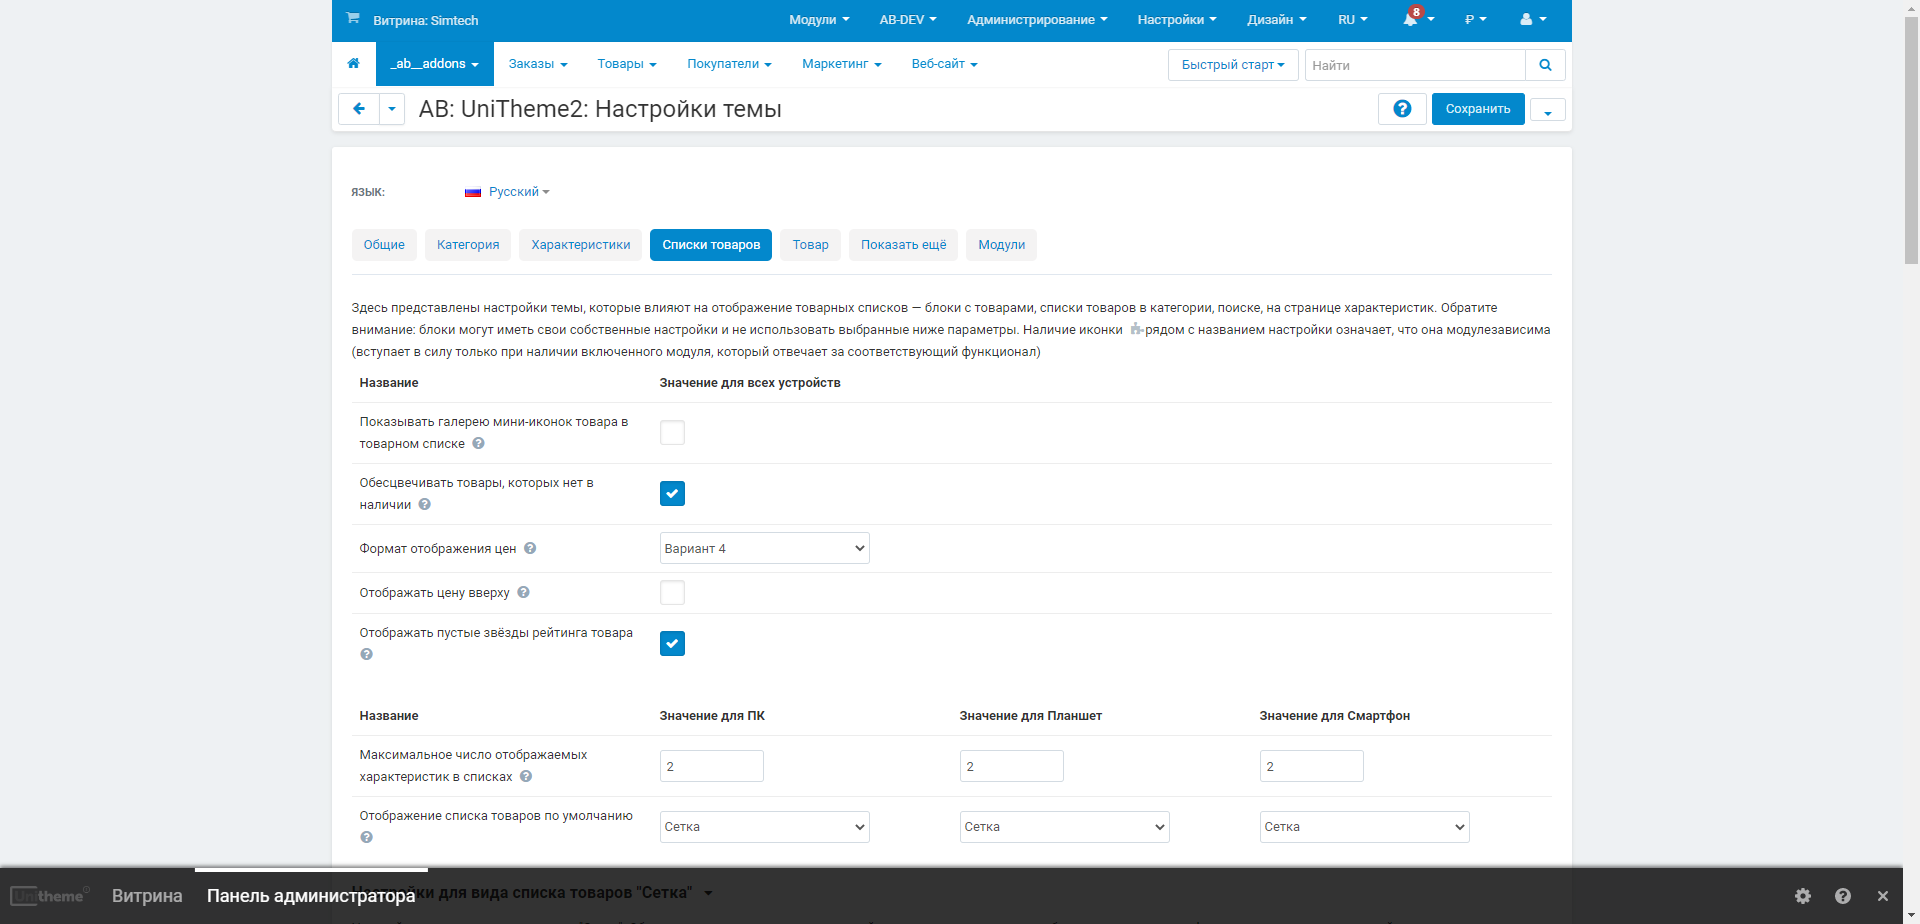 Витрина: Simtech
Модули
AB-DEV
Администрирование
Настройки
Дизайн
RU
8
₽
_ab__addons
Заказы
Товары
Покупатели
Маркетинг
Веб-сайт
Быстрый старт
Найти
AB: UniTheme2: Настройки темы
Сохранить
ЯЗЫК:
Русский
Общие
Категория
Характеристики
Списки товаров
Товар
Показать ещё
Модули
Здесь представлены настройки темы, которые влияют на отображение товарных списков — блоки с товарами, списки товаров в категории, поиске, на странице характеристик. Обратите
внимание: блоки могут иметь свои собственные настройки и не использовать выбранные ниже параметры. Наличие иконки рядом с названием настройки означает, что она модулезависима
(вступает в силу только при наличии включенного модуля, который отвечает за соответствующий функционал)
Название
Значение для всех устройств
Показывать галерею мини-иконок товара в
товарном списке
Обесцвечивать товары, которых нет в
наличии
Формат отображения цен
Вариант 4
Отображать цену вверху
Отображать пустые звёзды рейтинга товара
Название
Значение для ПК
Значение для Планшет
Значение для Смартфон
Максимальное число отображаемых
характеристик в списках
2
2
2
Отображение списка товаров по умолчанию
Сетка
Сетка
Сетка
для вида списка товаров "Сетка"
Unitheme
Витрина
Панель администратора